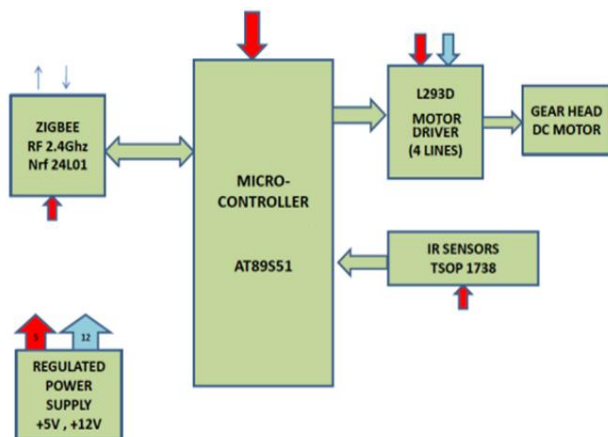 ZIGBEE
RF 2.4Ghz
Nrf 24L01
MICRO-
CONTROLLER
AT89S51
L293D
MOTOR
DRIVER
(4 LINES)
GEAR HEAD
DC MOTOR
IR SENSORS
TSOP 1738
5
12
REGULATED
POWER
SUPPLY
+5V , +12V